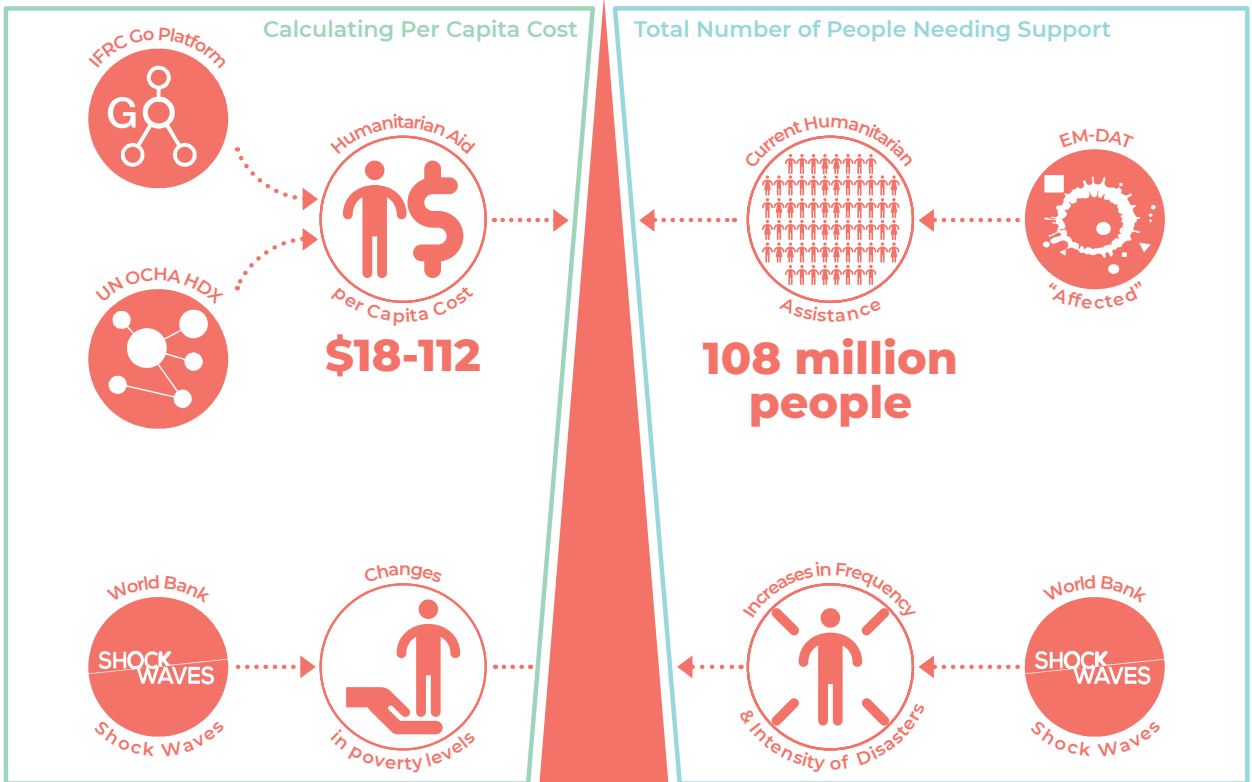 Calculating Per Capita Cost
IFRC Go Platform
G
UN OCHA HDX
Humanitarian Aid
per Capita Cost
$18-112
World Bank
SHOCK
WAVES
Shock Waves
Changes
in poverty levels
Total Number of People Needing Support
Current Humanitarian
Assistance
108 million
people
EM-DAT
“Affected”
Increases in Frequency
& Intensity of Disasters
World Bank
SHOCK
WAVES
Shock Waves